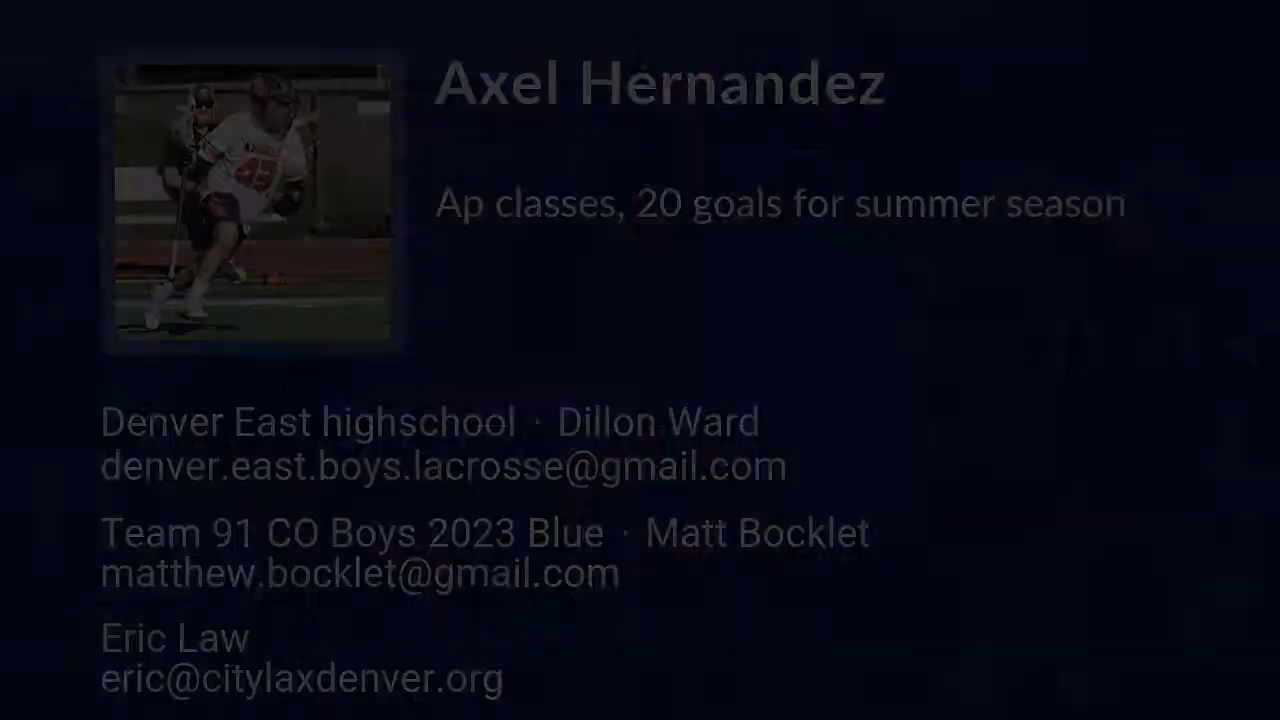 Axel Hernandez
Ap classes, 20 goals for summer season
Denver East highschool · Dillon Ward
denver.east.boys.lacrosse@gmail.com
Team 91 CO Boys 2023 Blue · Matt Bocklet
matthew.bocklet@gmail.com
Eric Law
eric@citylaxdenver.org